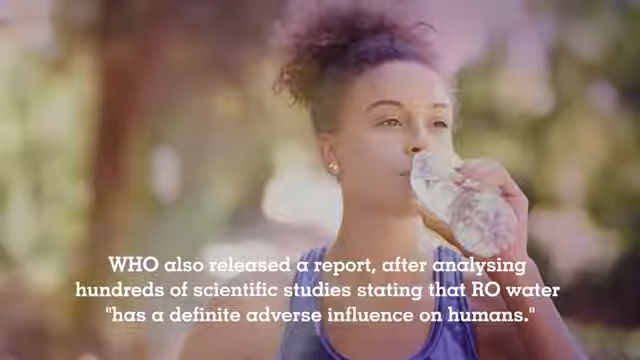 WHO also released a report, after analysing
hundreds of scientific studies stating that RO water
"has a definite adverse influence on humans."